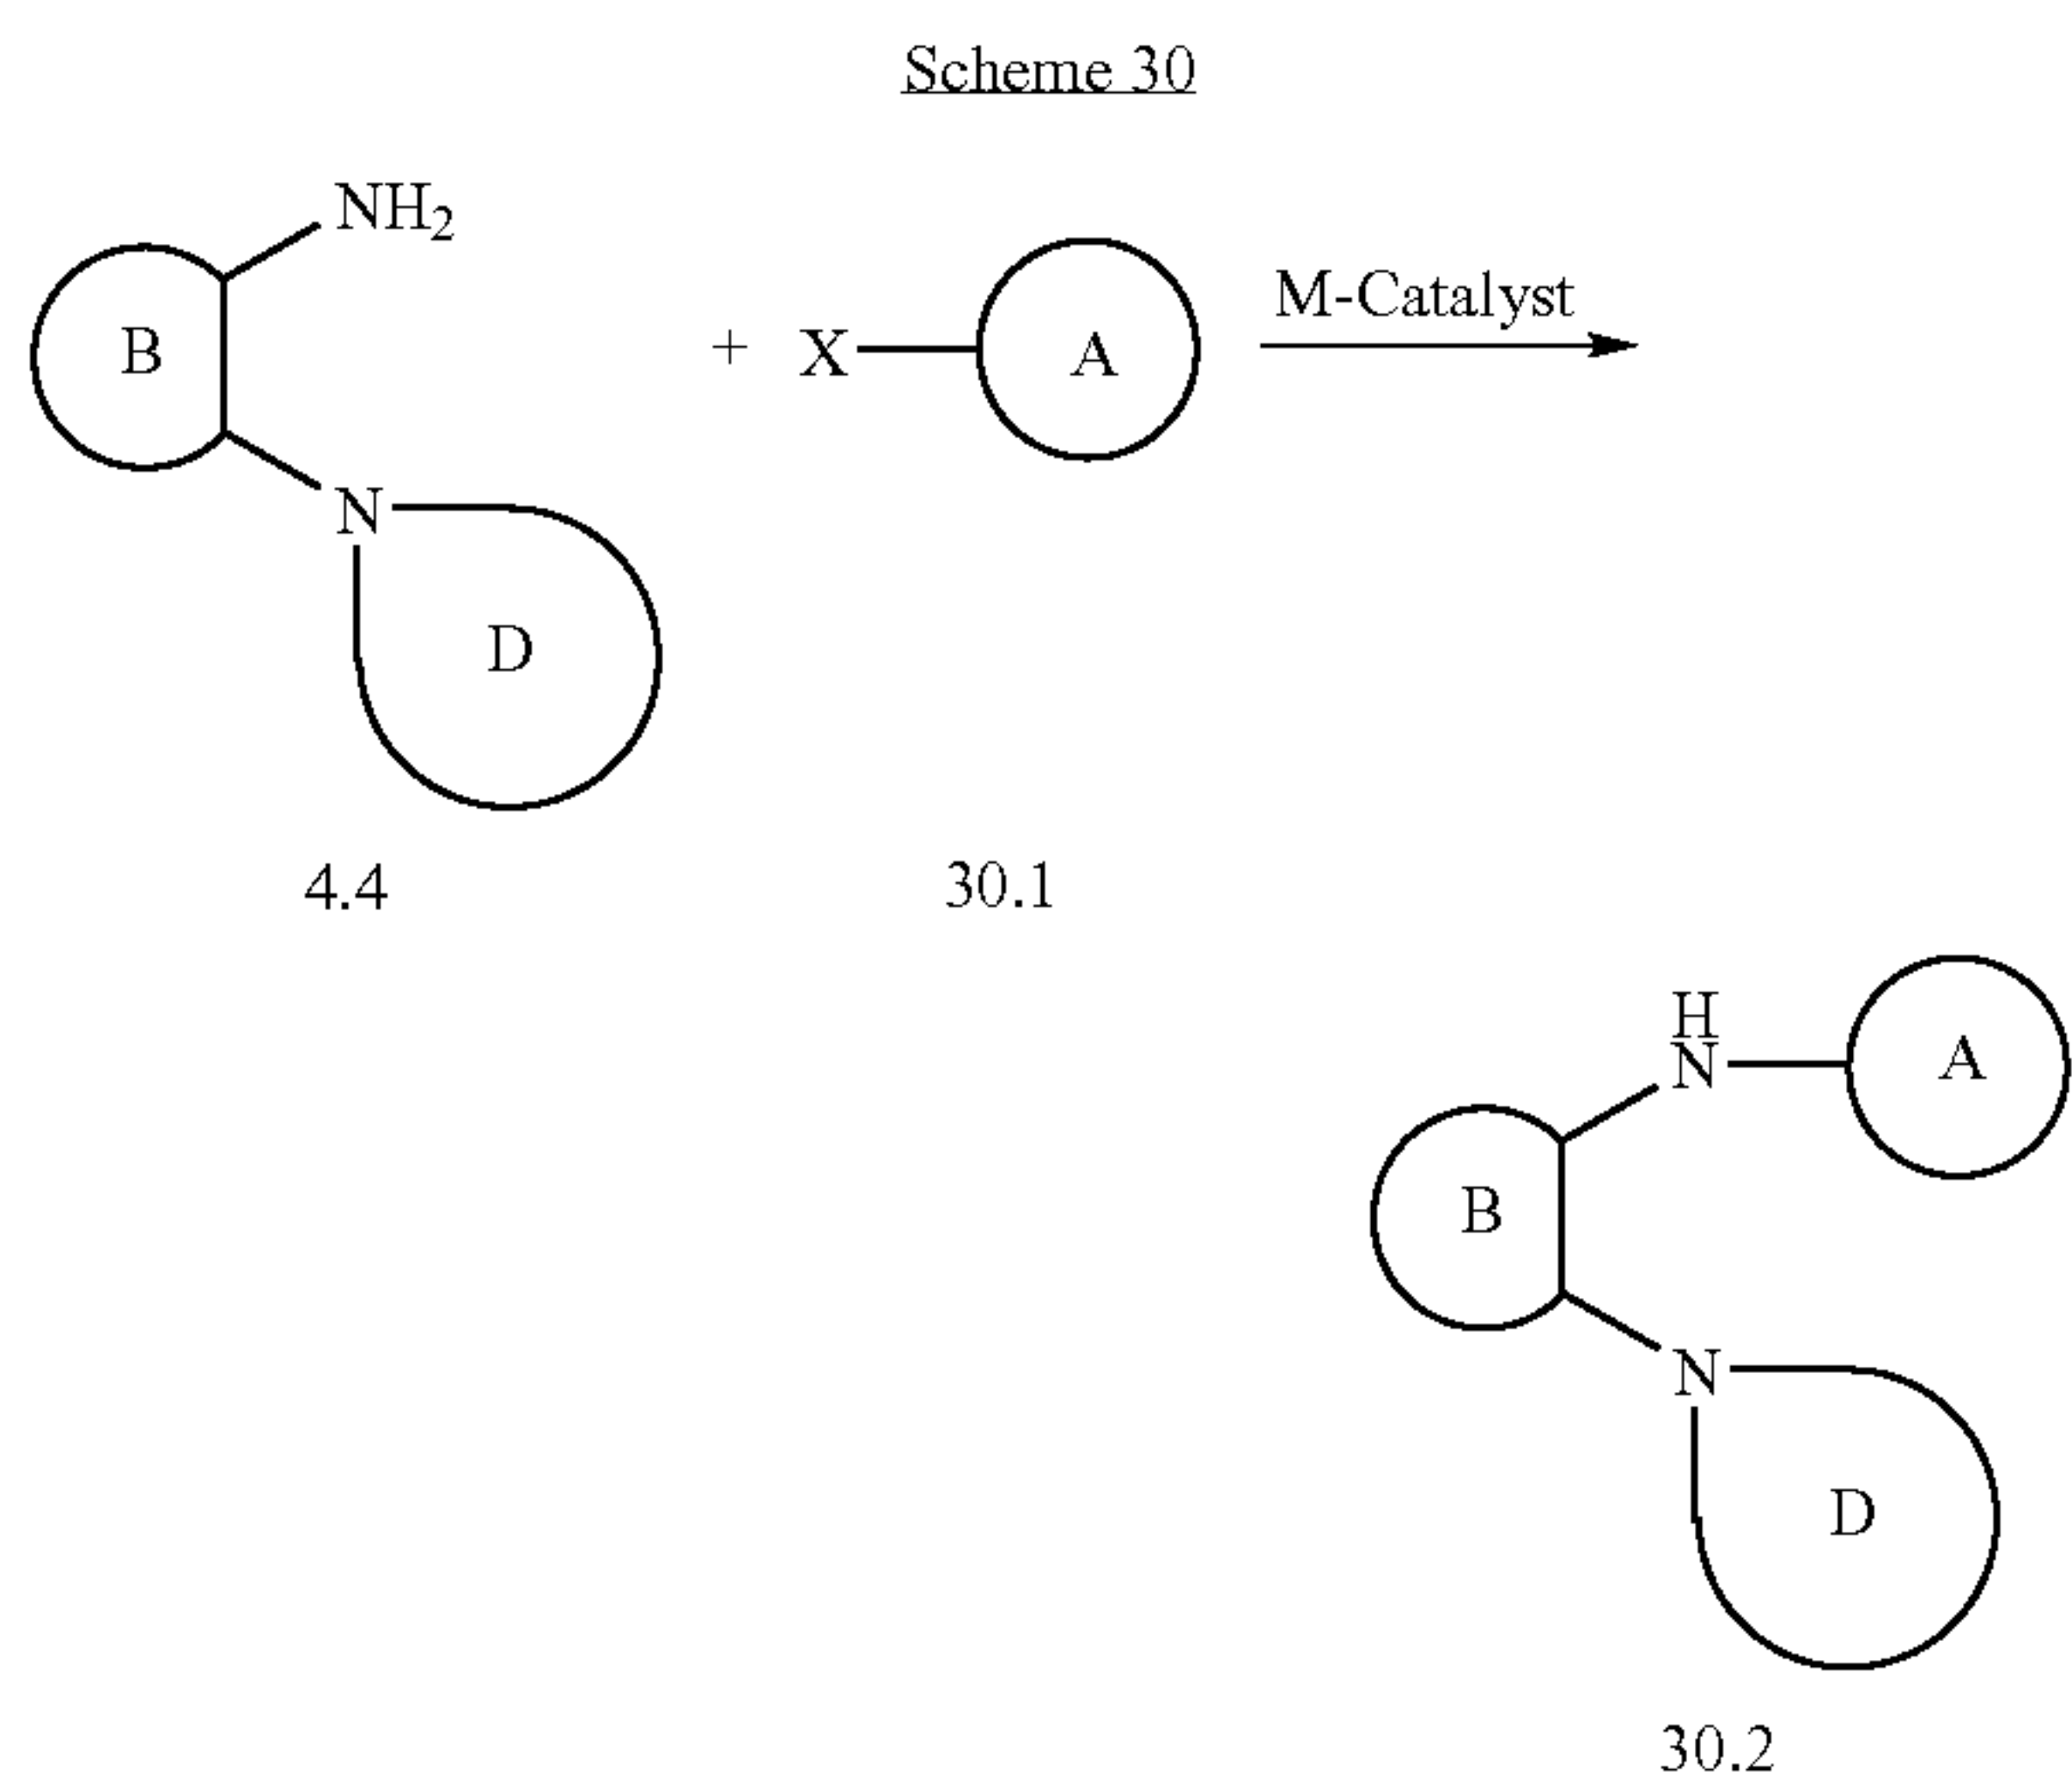 Scheme 30
NH2
B
+ X A
M-Catalyst
N
D
4.4
30.1
H
N A
B
N
D
30.2